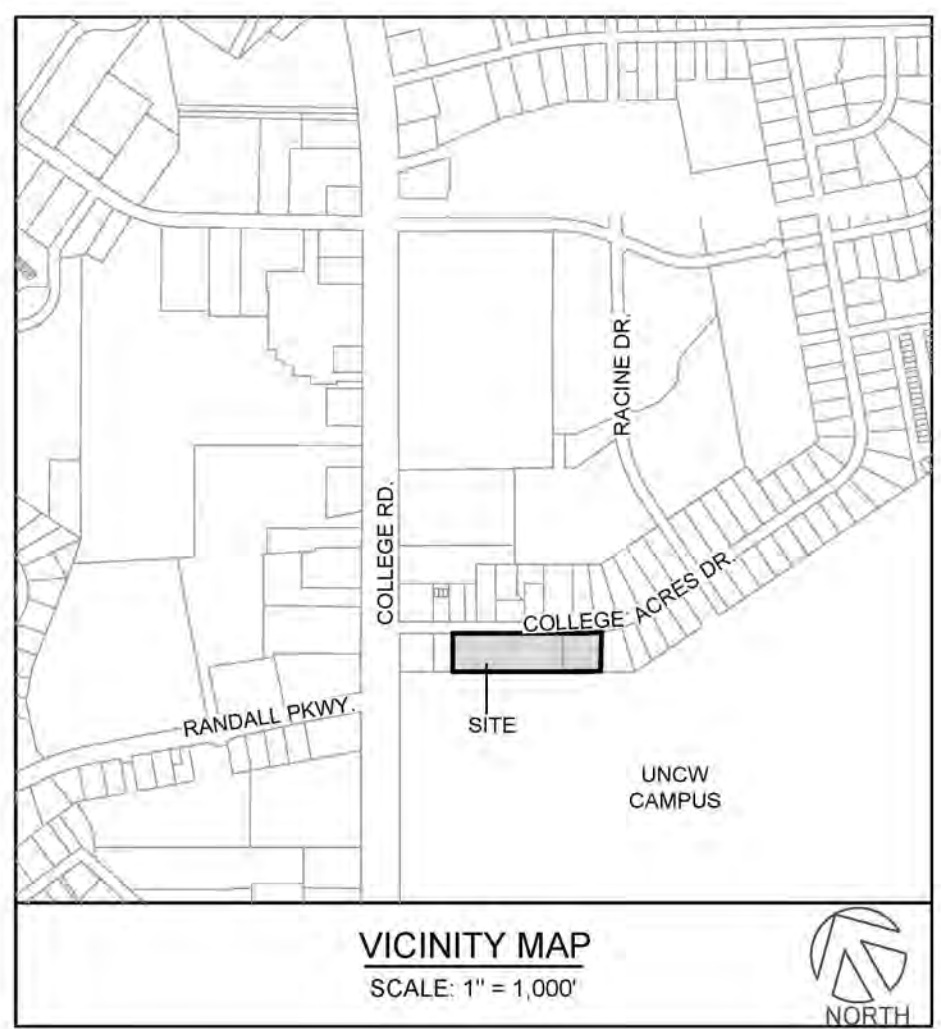 RACINE DR.
COLLEGE RD.
COLLEGE ACRES DR.
SITE
RANDALL PKWY.
UNCW
CAMPUS
VICINITY MAP
SCALE: 1" = 1,000'
NORTH